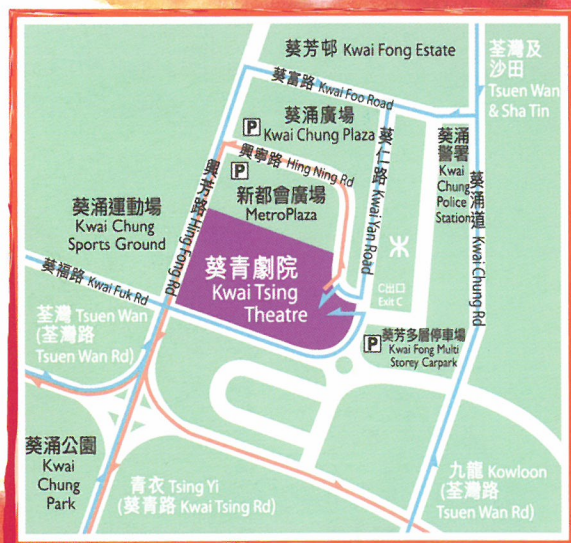 葵芳邨 Kwai Fong Estate
荃灣及
沙田
Tsuen Wan
& Sha Tin
葵富路 Kwai Foo Road
葵涌廣場
P Kwai Chung Plaza
葵仁路 Kwai Yan Road
葵涌
警署
Kwai
Chung
Police
Station
葵涌道 Kwai Chung Rd
興寧路 Hing Ning Rd
P
新都會廣場
MetroPlaza
興芳路 Hing Fong Rd
葵涌運動場
Kwai Chung
Sports Ground
葵福路 Kwai Fuk Rd
葵青劇院
Kwai Tsing
Theatre
C出口
Exit C
荃灣 Tsuen Wan
(荃灣路
Tsuen Wan Rd)
P 葵芳多層停車場
Kwai Fong Multi
Storey Carpark
葵涌公園
Kwai
Chung
Park
青衣 Tsing Yi
(葵青路 Kwai Tsing Rd)
九龍 Kowloon
(荃灣路
Tsuen Wan Rd)